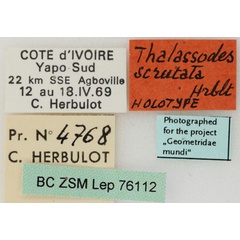 COTE d'IVOIRE
Yapo Sud
22 km SSE Agboville
12 au 18.IV.69
C. Herbulot
Thalassodes
scrutata
Hrblt
HOLOTYPE
Pr. N° 4768
C. HERBULOT
Photographed
for the project
„Geometridae
mundi"
BC ZSM Lep 76112